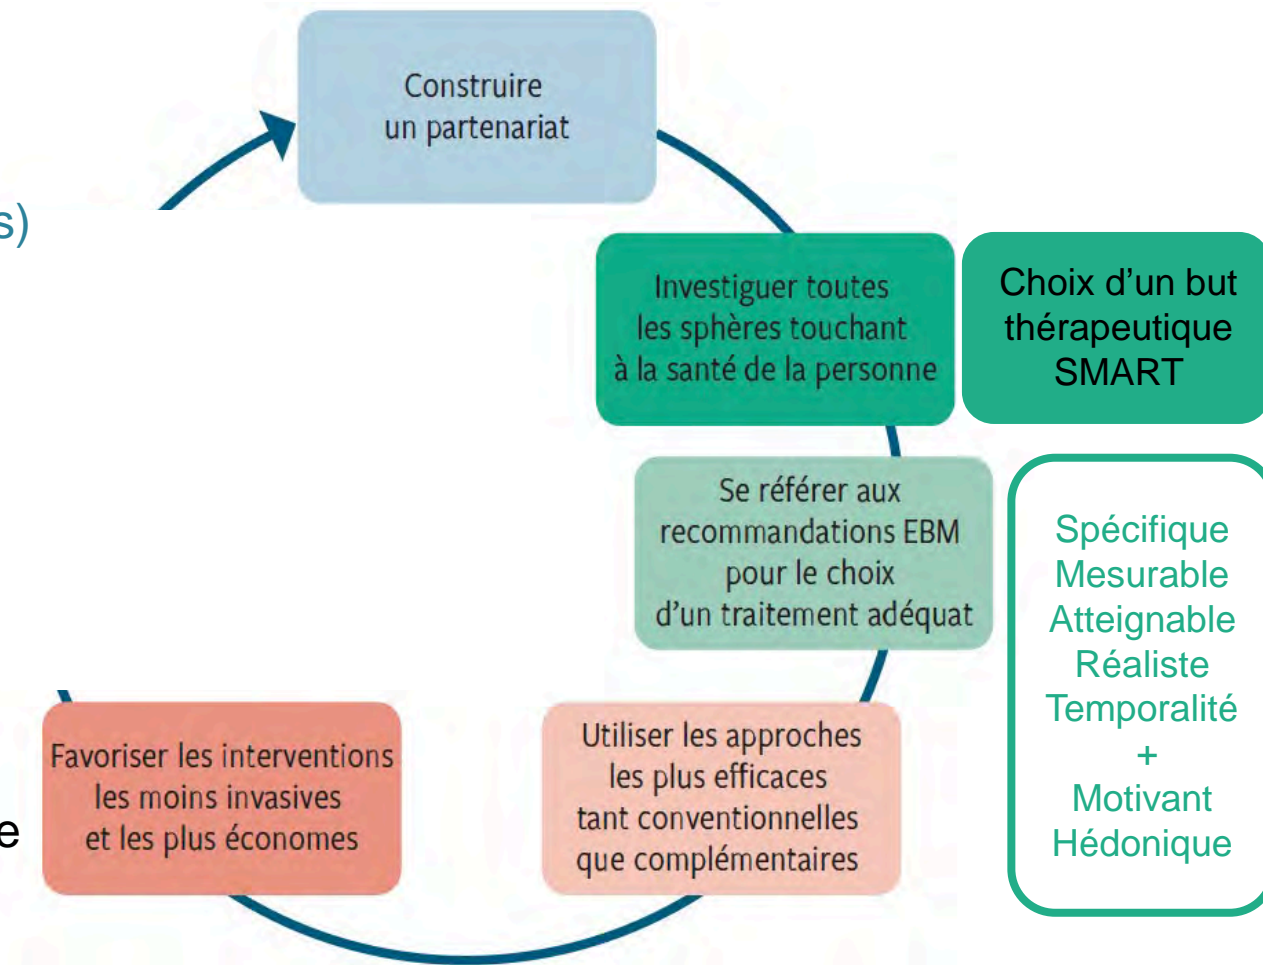 Construire
un partenariat
s)
Investiguer toutes
les sphères touchant
à la santé de la personne
Choix d’un but
thérapeutique
SMART
Se référer aux
recommandations EBM
pour le choix
d’un traitement adéquat
Spécifique
Mesurable
Atteignable
Réaliste
Temporalité
+
Motivant
Hédonique
Utiliser les approches
les plus efficaces
tant conventionnelles
que complémentaires
Favoriser les interventions
les moins invasives
et les plus économes
e